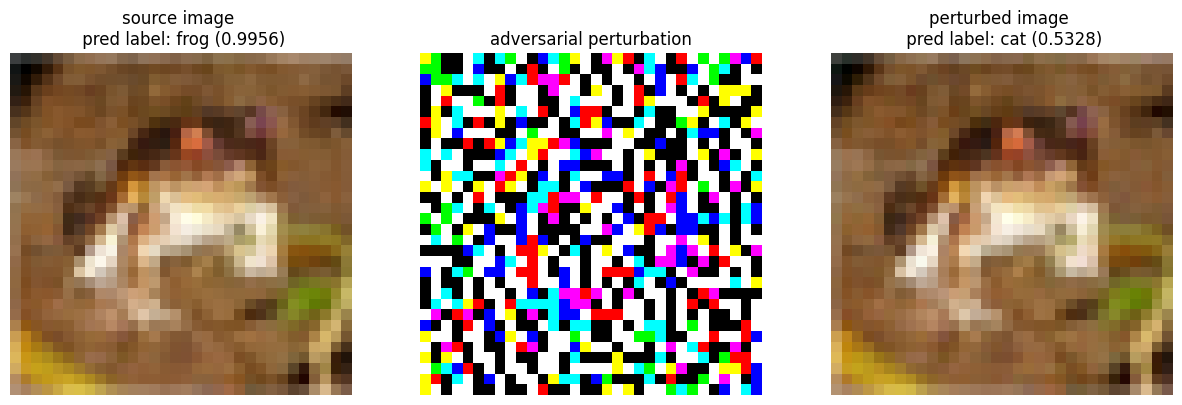 source image
pred label: frog (0.9956)
adversarial perturbation
perturbed image
pred label: cat (0.5328)